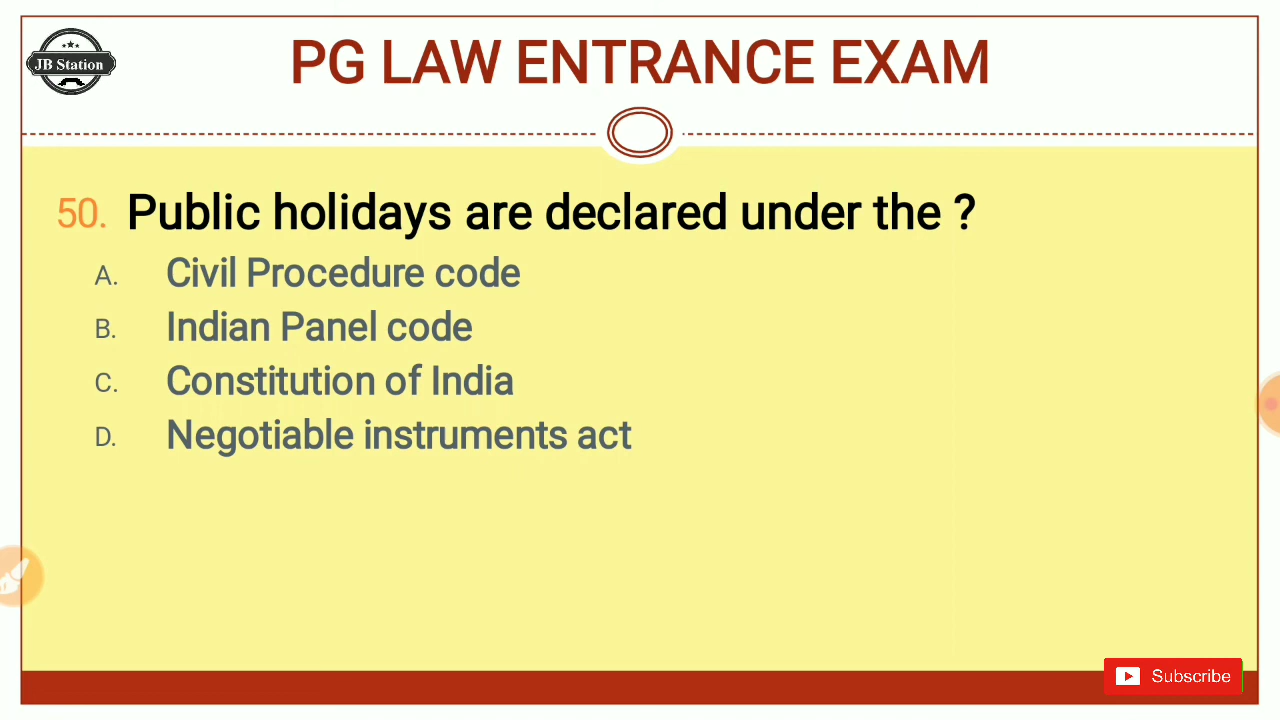 JB Station
PG LAW ENTRANCE EXAM
50. Public holidays are declared under the ?
A. Civil Procedure code
B. Indian Panel code
C. Constitution of India
D. Negotiable instruments act
Subscribe